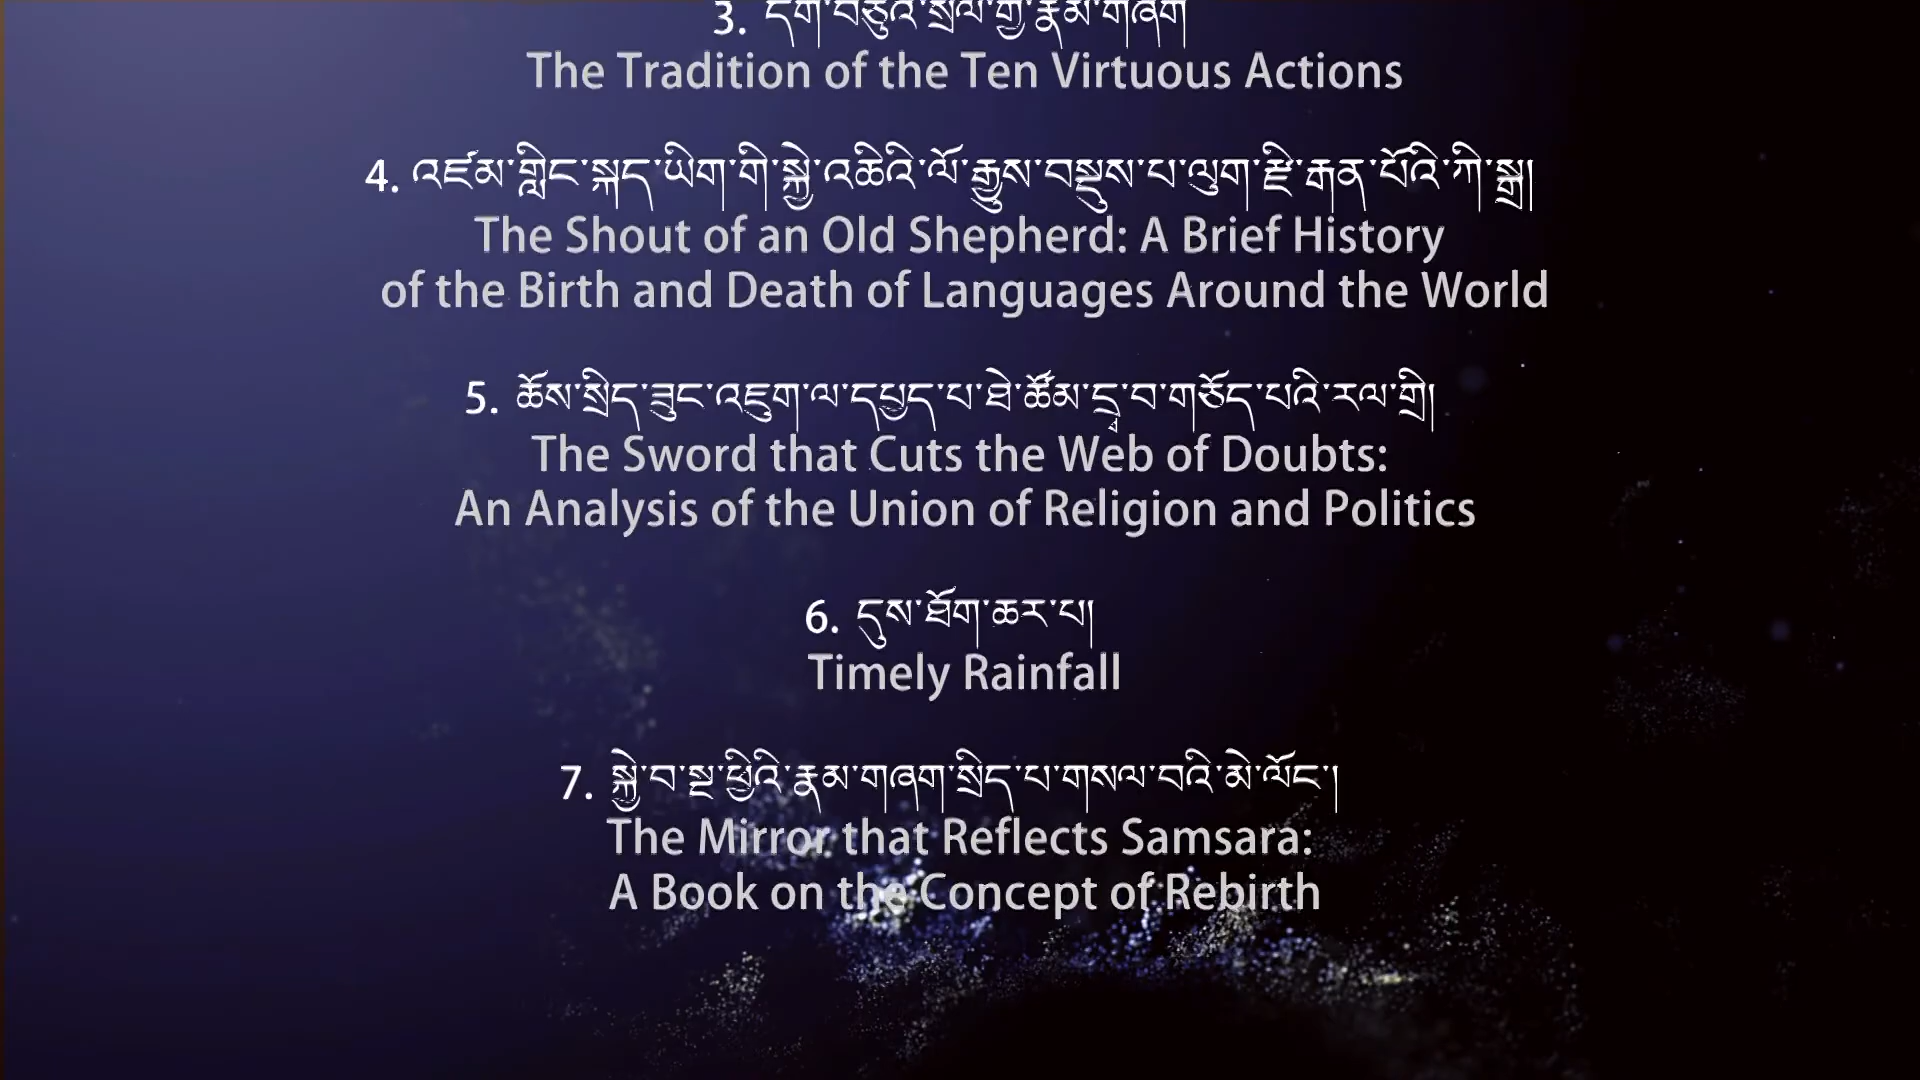 3. དགེ་བཅུའི་སྲོལ་གྱི་རྣམ་གཞག
The Tradition of the Ten Virtuous Actions
4. འཛམ་གླིང་སྐད་ཡིག་གི་སྐྱེ་འཆིའི་ལོ་རྒྱུས་བསྡུས་པ་ལུག་རྫི་རྒན་པོའི་ཀི་སྒྲ།
The Shout of an Old Shepherd: A Brief History
of the Birth and Death of Languages Around the World
5. ཆོས་སྲིད་ཟུང་འཇུག་ལ་དཔྱད་པ་ཐེ་ཚོམ་དྲྭ་བ་གཅོད་པའི་རལ་གྲི།
The Sword that Cuts the Web of Doubts:
An Analysis of the Union of Religion and Politics
6. དུས་ཐོག་ཆར་པ།
Timely Rainfall
7. སྐྱེ་བ་སྔ་ཕྱིའི་རྣམ་གཞག་སྲིད་པ་གསལ་བའི་མེ་ལོང་།
The Mirror that Reflects Samsara:
A Book on the Concept of Rebirth